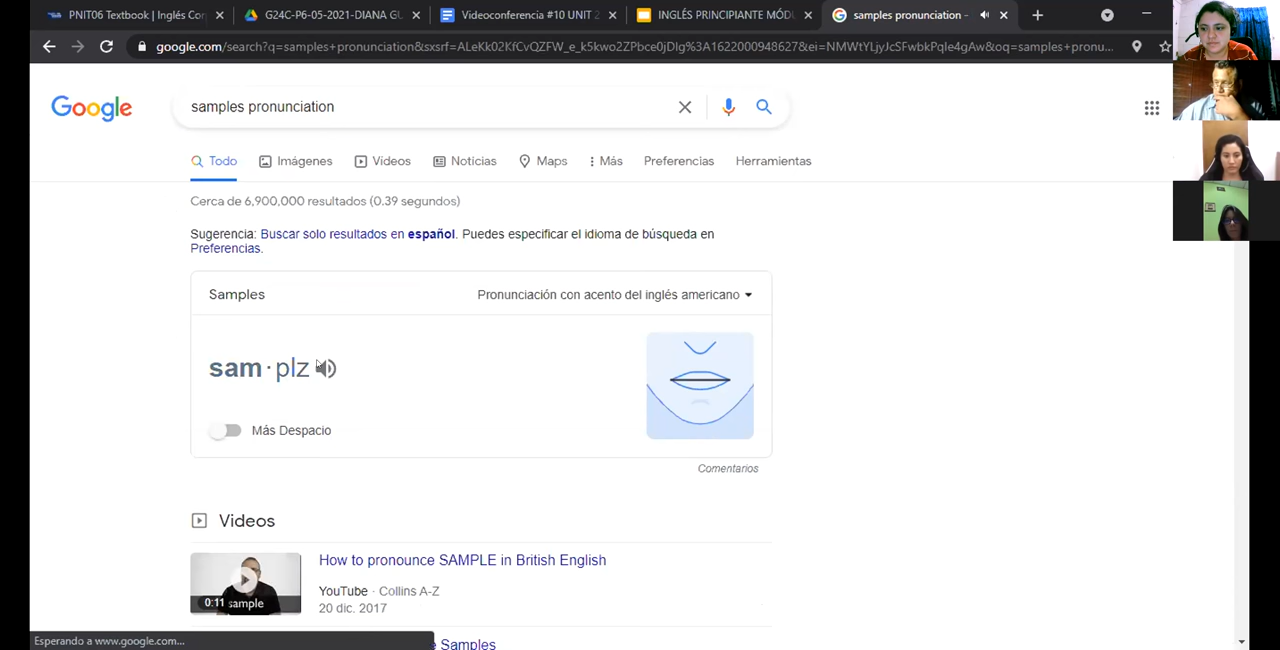 PNIT06 Textbook | Inglés Cor
G24C-P6-05-2021-DIANA GU
Videoconferencia #10 UNIT 2
INGLÉS PRINCIPIANTE MÓDU
samples pronunciation -
google.com/search?q=samples+pronunciation&sxsrf=ALeKk02KfCvQZFW_e_k5kwo2ZPbce0jDlg%3A1622000948627&ei=NMWtYLjyJcSFwbkPqIe4gAw&oq=samples+pronu...
Google
samples pronunciation
Todo
Imágenes
Videos
Noticias
Maps
Más
Preferencias
Herramientas
Cerca de 6,900,000 resultados (0.39 segundos)
Sugerencia: Buscar solo resultados en español. Puedes especificar el idioma de búsqueda en
Preferencias.
Samples
Pronunciación con acento del inglés americano
sam·plz
Más Despacio
Comentarios
Videos
How to pronounce SAMPLE in British English
YouTube · Collins A-Z
20 dic. 2017
0:11 sample
Esperando a www.google.com...
e Samples